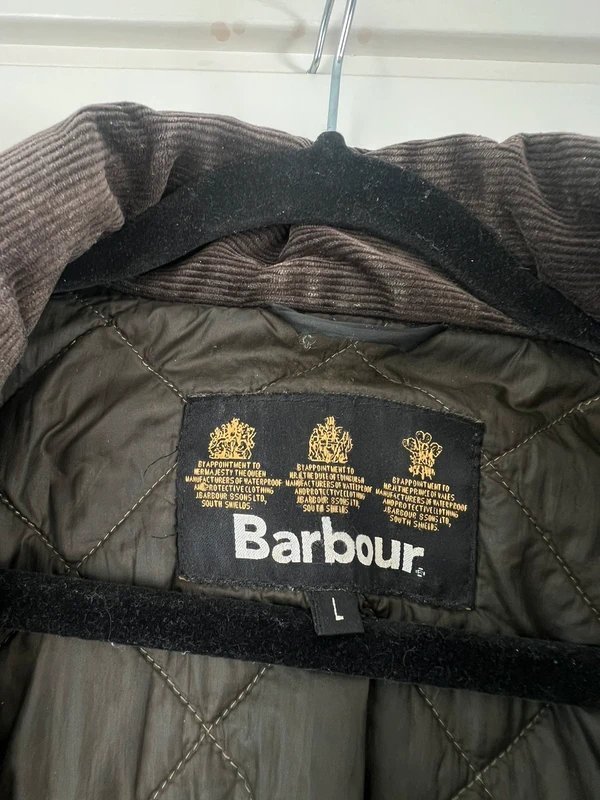 BY APPOINTMENT TO
HER MAJESTY THE QUEEN
MANUFACTURERS OF WATERPROOF
AND PROTECTIVE CLOTHING
J.BARBOUR & SONS LTD,
SOUTH SHIELDS.
BY APPOINTMENT TO
H.R.H. THE DUKE OF EDINBURGH
MANUFACTURERS OF WATERPROOF
AND PROTECTIVE CLOTHING
J.BARBOUR & SONS LTD,
SOUTH SHIELDS.
BY APPOINTMENT TO
H.R.H. THE PRINCE OF WALES
MANUFACTURERS OF WATERPROOF
AND PROTECTIVE CLOTHING
J.BARBOUR & SONS LTD
SOUTH SHIELDS.
Barbour
L